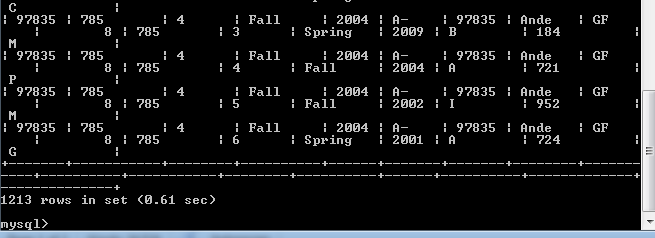 C ¦
¦ 97835 ¦ 785 ¦ 4 ¦ Fall ¦ 2004 ¦ A- ¦ 97835 ¦ Ande ¦ GF
¦ 8 ¦ 785 ¦ 3 ¦ Spring ¦ 2009 ¦ B ¦ 184 ¦
M ¦
¦ 97835 ¦ 785 ¦ 4 ¦ Fall ¦ 2004 ¦ A- ¦ 97835 ¦ Ande ¦ GF
¦ 8 ¦ 785 ¦ 4 ¦ Fall ¦ 2004 ¦ A ¦ 721 ¦
P ¦
¦ 97835 ¦ 785 ¦ 4 ¦ Fall ¦ 2004 ¦ A- ¦ 97835 ¦ Ande ¦ GF
¦ 8 ¦ 785 ¦ 5 ¦ Fall ¦ 2002 ¦ I ¦ 952 ¦
M ¦
¦ 97835 ¦ 785 ¦ 4 ¦ Fall ¦ 2004 ¦ A- ¦ 97835 ¦ Ande ¦ GF
¦ 8 ¦ 785 ¦ 6 ¦ Spring ¦ 2001 ¦ A ¦ 724 ¦
G ¦
1213 rows in set (0.61 sec)
mysql>